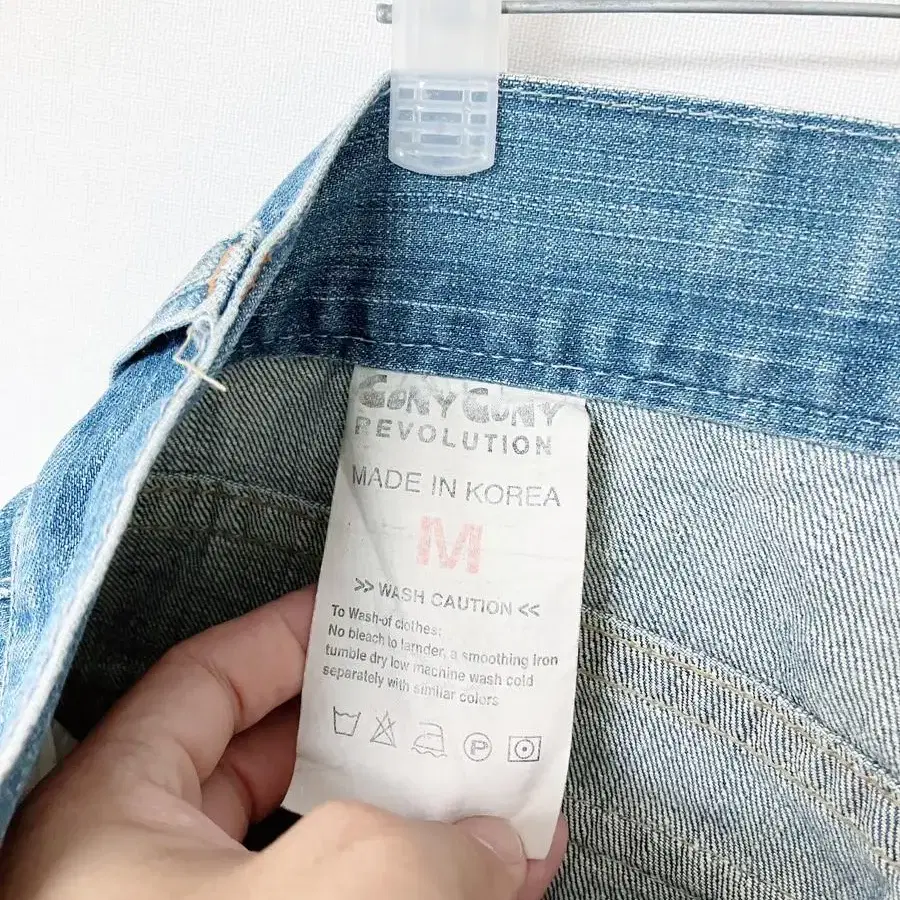 GONY GONY
REVOLUTION
MADE IN KOREA
M
>> WASH CAUTION <<
To Wash-of clothes:
No bleach to larnder, a smoothing Iron
tumble dry low machine wash cold
separately with similar colors
P